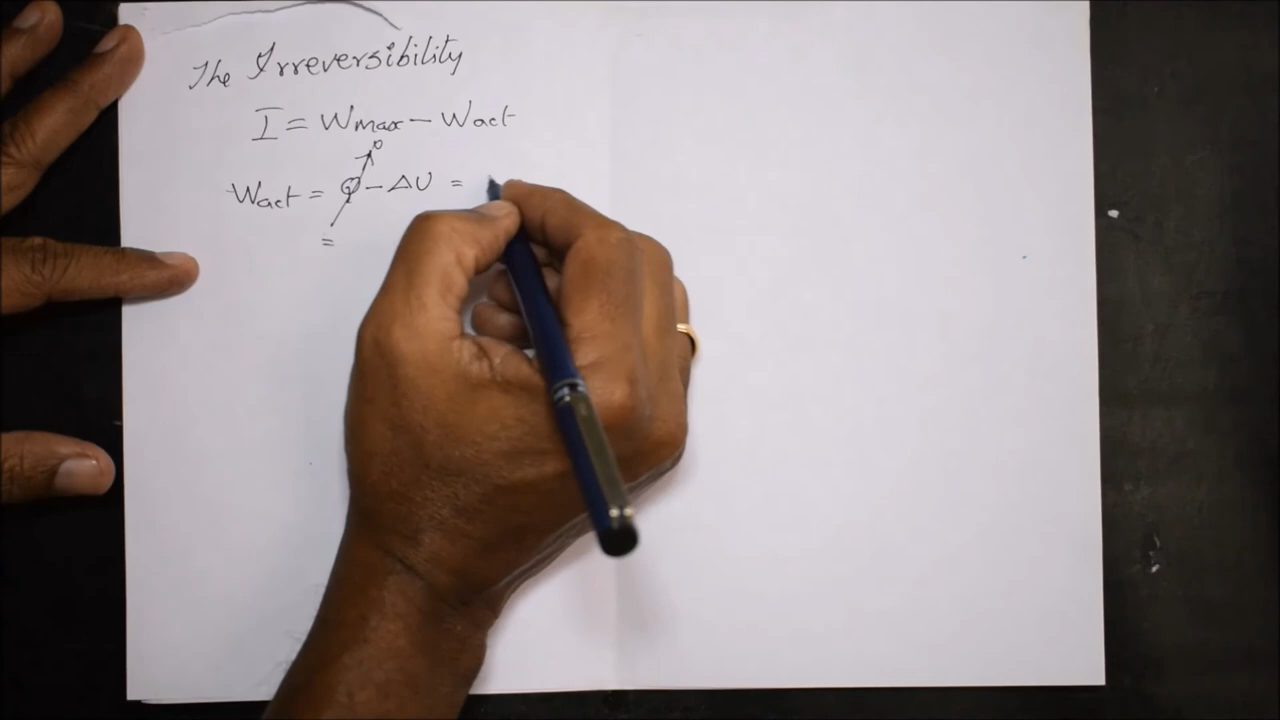 The Irreversibility
I = Wmax - Wact
Wact = Q - ΔU =
0
=